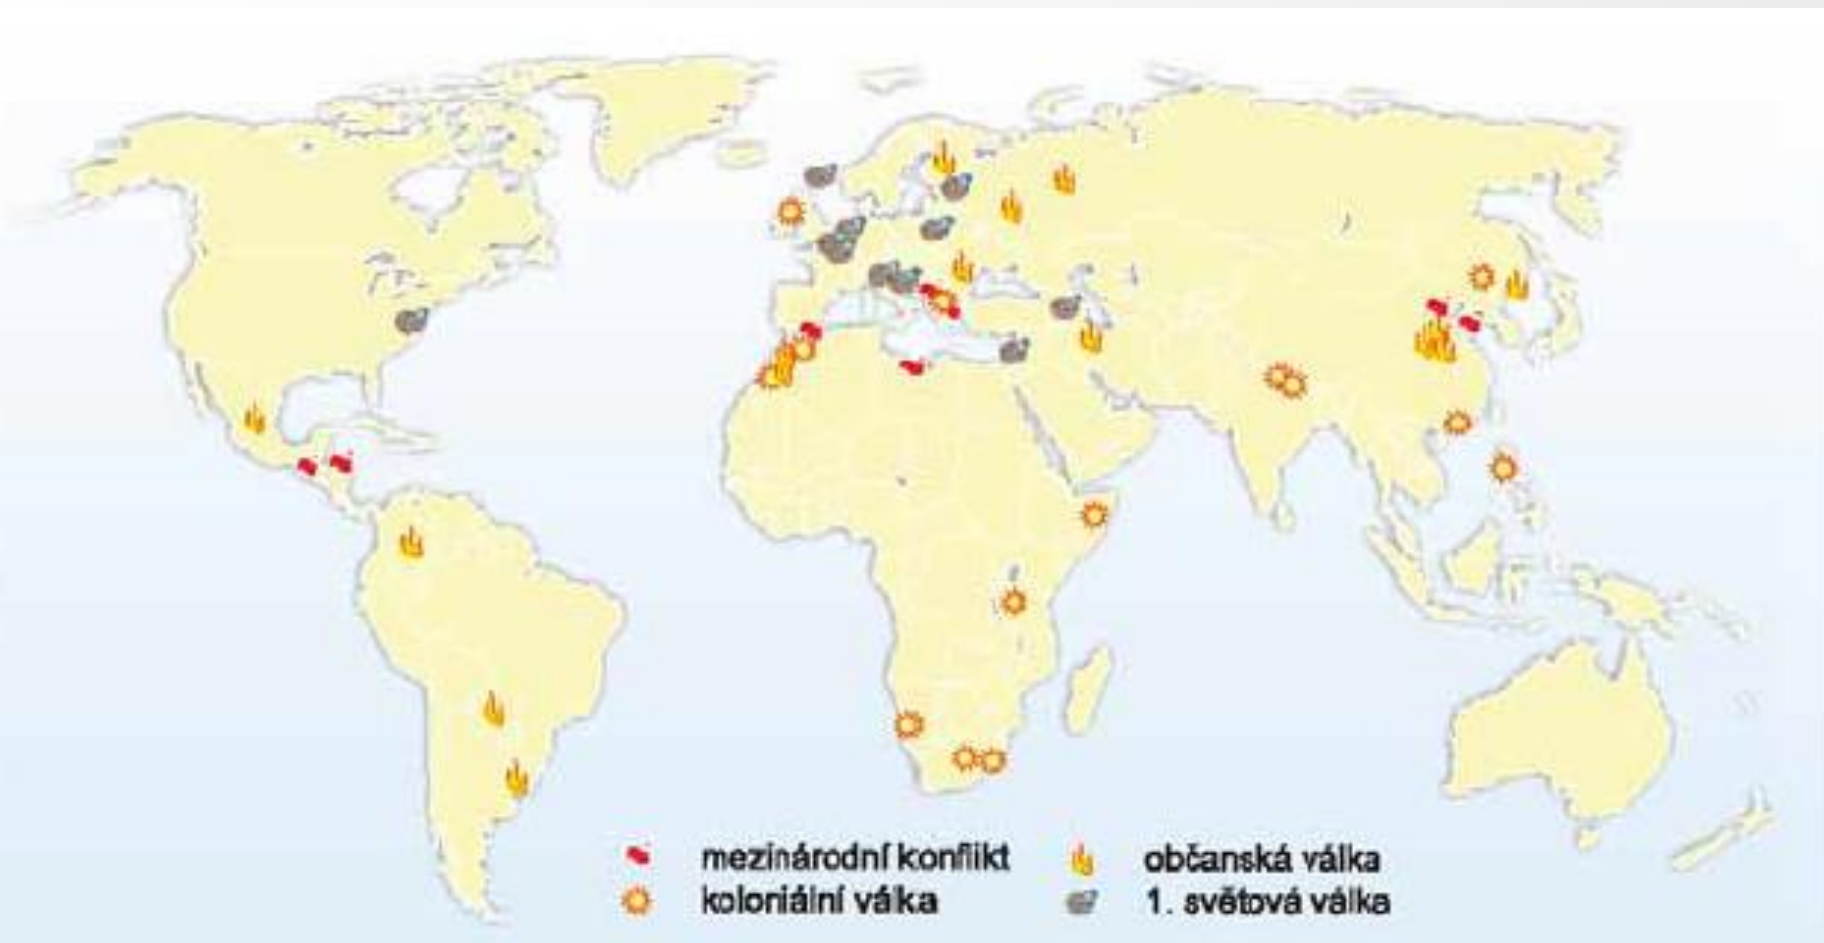 mezinárodní konflikt
občanská válka
koloniální válka
1. světová válka